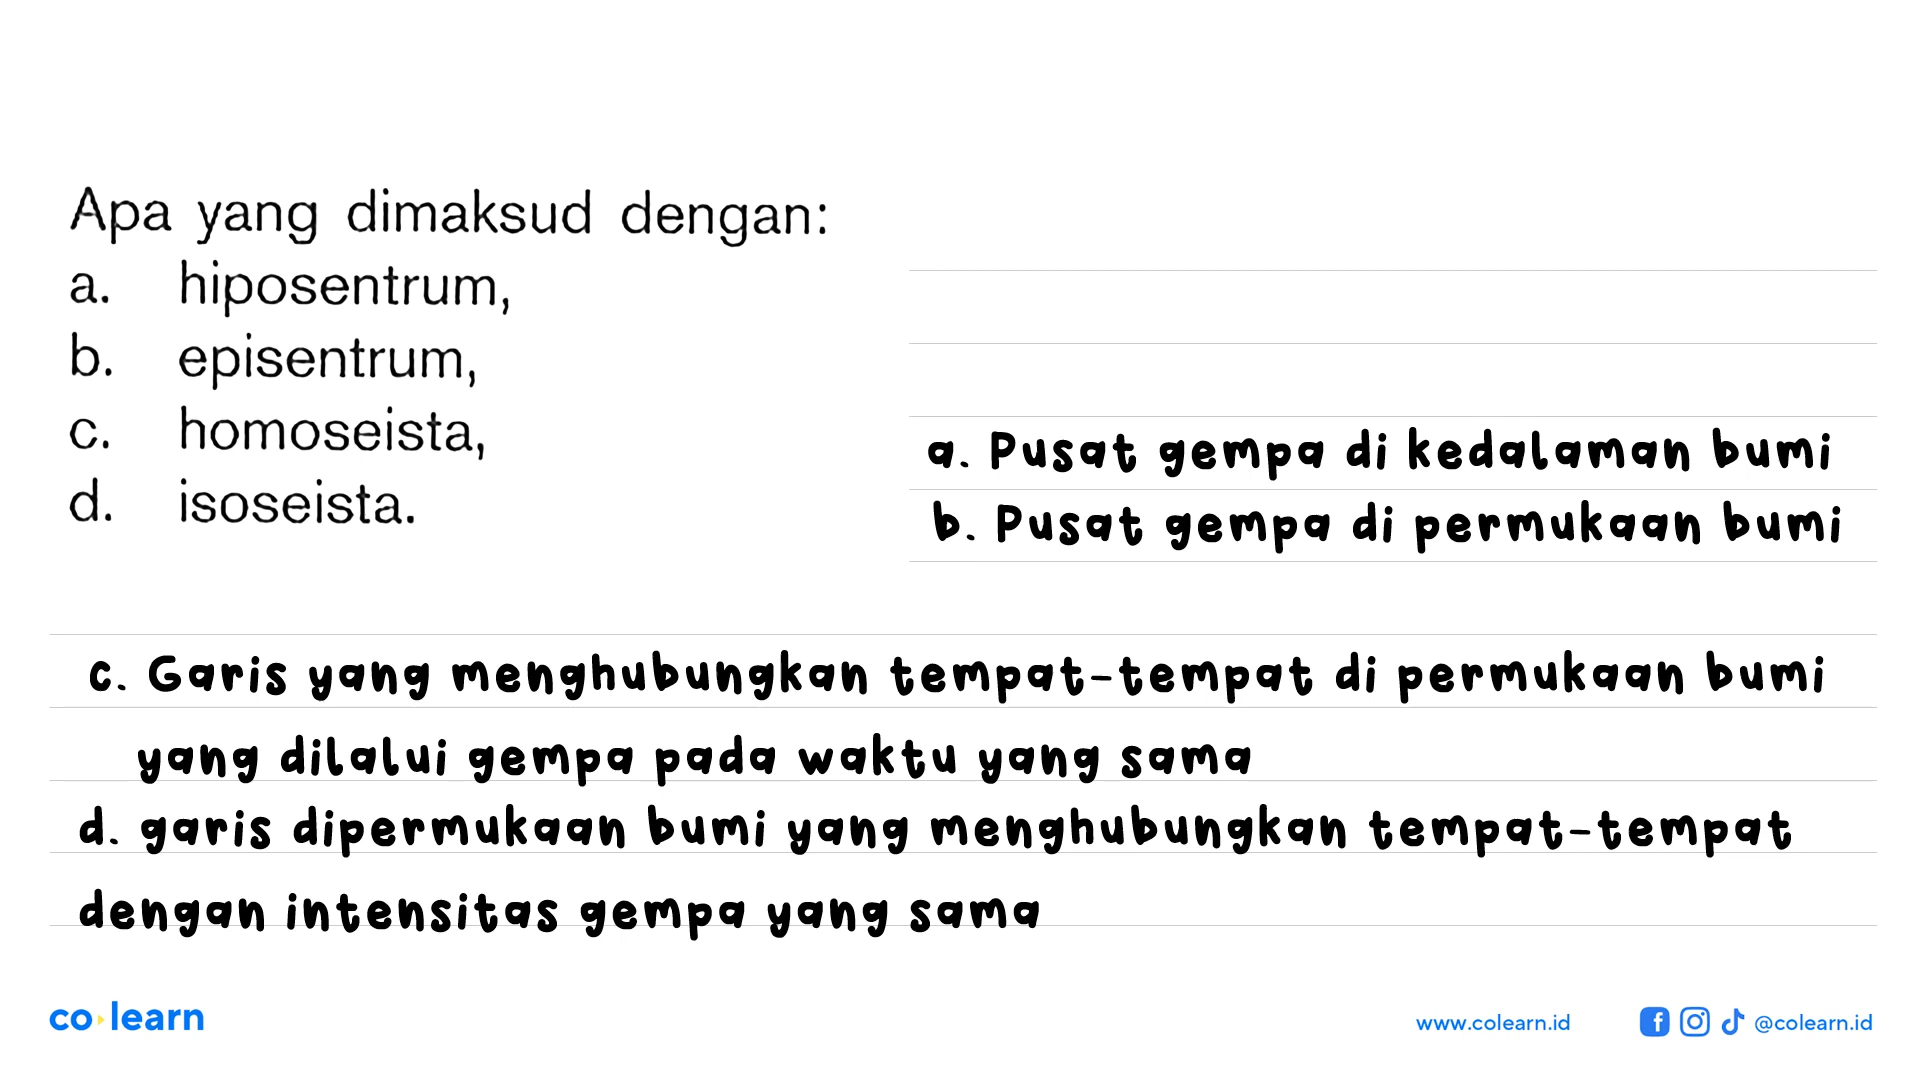 Apa yang dimaksud dengan:
a. hiposentrum,
b. episentrum,
c. homoseista,
d. isoseista.
a. Pusat gempa di kedalaman bumi
b. Pusat gempa di permukaan bumi
c. Garis yang menghubungkan tempat-tempat di permukaan bumi
yang dilalui gempa pada waktu yang sama
d. garis dipermukaan bumi yang menghubungkan tempat-tempat
dengan intensitas gempa yang sama
co learn
www.colearn.id
@colearn.id